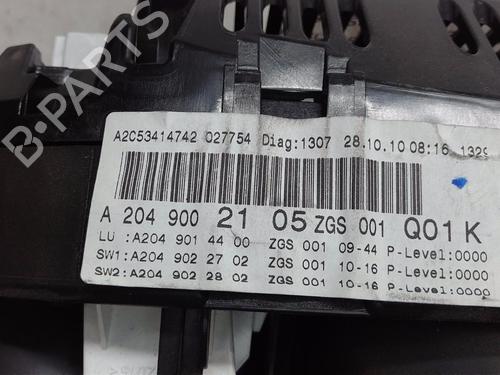 A2C53414742 027754 Diag:1307 28.10.10 08:16 1329
A 204 900 21 05 ZGS 001 Q01 K
LU :A204 901 44 00 ZGS 001 09-44 P-Level:0000
SW1:A204 902 27 02 ZGS 001 10-16 P-Level:0000
SW2:A204 902 28 02 ZGS 001 10-16 P-Level:0000
B-PARTS